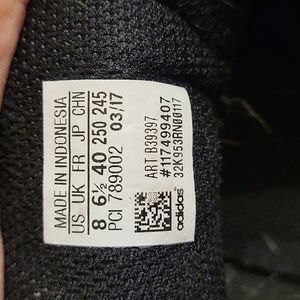 MADE IN INDONESIA
US UK FR JP CHN
8 6½ 40 250 245
PCI 789002 03/17
ART B39397
#117499407
32K953RN00117
adidas